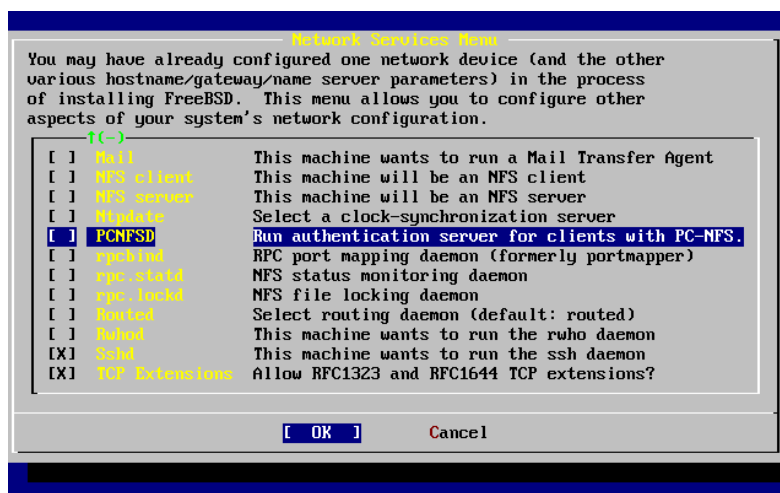 Network Services Menu
You may have already configured one network device (and the other
various hostname/gateway/name server parameters) in the process
of installing FreeBSD.  This menu allows you to configure other
aspects of your system's network configuration.
↑(-)
[ ] Mail This machine wants to run a Mail Transfer Agent
[ ] NFS client This machine will be an NFS client
[ ] NFS server This machine will be an NFS server
[ ] Ntpdate Select a clock-synchronization server
[ ] PCNFSD Run authentication server for clients with PC-NFS.
[ ] rpcbind RPC port mapping daemon (formerly portmapper)
[ ] rpc.statd NFS status monitoring daemon
[ ] rpc.lockd NFS file locking daemon
[ ] Routed Select routing daemon (default: routed)
[ ] Rwhod This machine wants to run the rwho daemon
[X] Sshd This machine wants to run the ssh daemon
[X] TCP Extensions Allow RFC1323 and RFC1644 TCP extensions?
[ OK ] Cancel